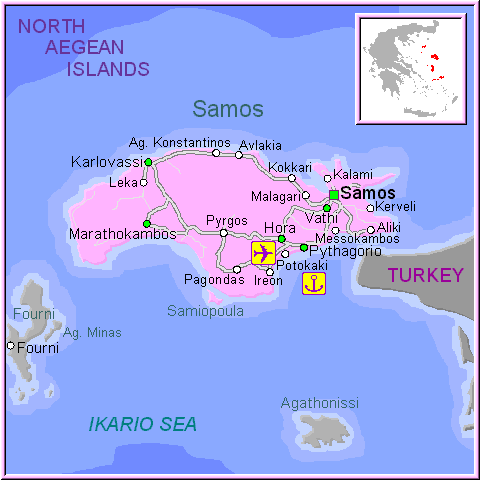 NORTH
AEGEAN
ISLANDS
Samos
Ag. Konstantinos
Avlakia
Karlovassi
Kokkari
Kalami
Leka
Malagari
Samos
Kerveli
Vathi
Pyrgos
Hora
Aliki
Marathokambos
Messokambos
Pythagorio
Potokaki
TURKEY
Pagondas
Ireon
Samiopoula
Fourni
Ag. Minas
Fourni
Agathonissi
IKARIO SEA